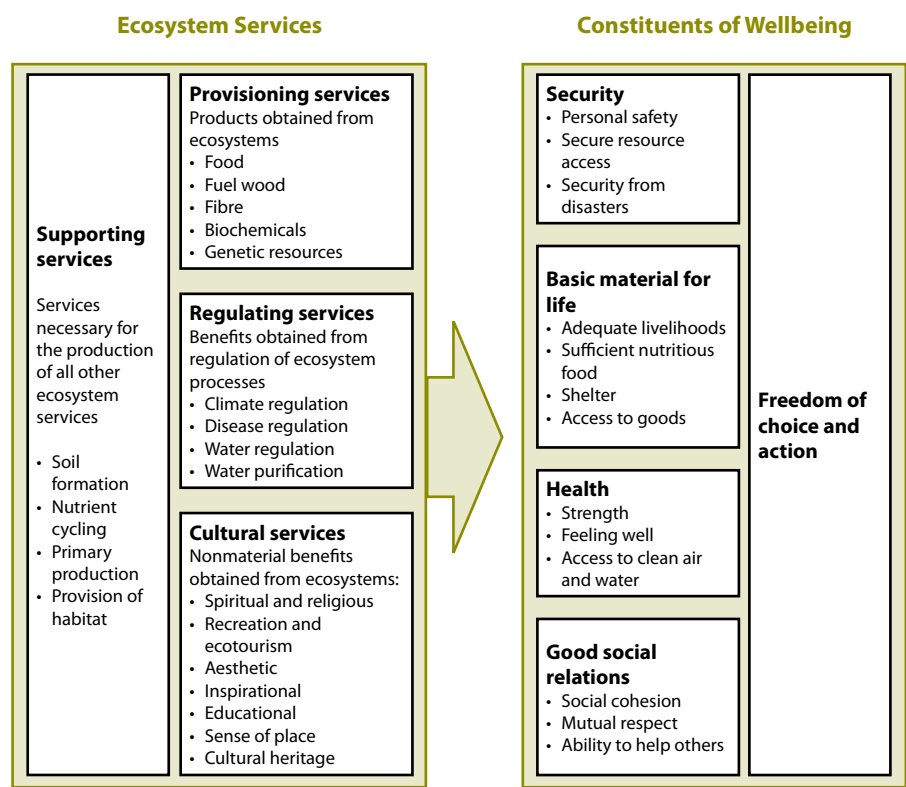 Ecosystem Services
Supporting
services
Services
necessary for
the production
of all other
ecosystem
services
• Soil
formation
• Nutrient
cycling
• Primary
production
• Provision of
habitat
Provisioning services
Products obtained from
ecosystems
• Food
• Fuel wood
• Fibre
• Biochemicals
• Genetic resources
Regulating services
Benefits obtained from
regulation of ecosystem
processes
• Climate regulation
• Disease regulation
• Water regulation
• Water purification
Cultural services
Nonmaterial benefits
obtained from ecosystems:
• Spiritual and religious
• Recreation and
ecotourism
• Aesthetic
• Inspirational
• Educational
• Sense of place
• Cultural heritage
Constituents of Wellbeing
Security
• Personal safety
• Secure resource
access
• Security from
disasters
Basic material for
life
• Adequate livelihoods
• Sufficient nutritious
food
• Shelter
• Access to goods
Health
• Strength
• Feeling well
• Access to clean air
and water
Good social
relations
• Social cohesion
• Mutual respect
• Ability to help others
Freedom of
choice and
action